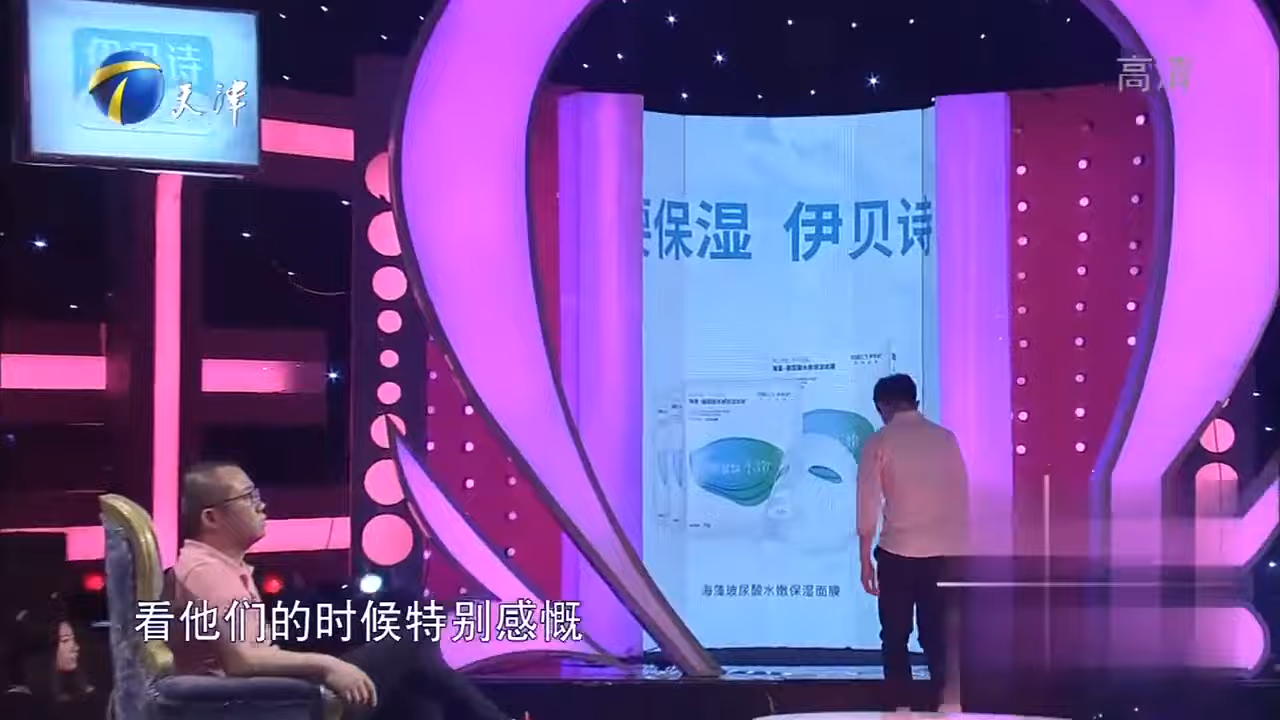 伊贝诗
天津
高清
保湿 伊贝诗
海藻玻尿酸水嫩保湿面膜
看他们的时候特别感慨